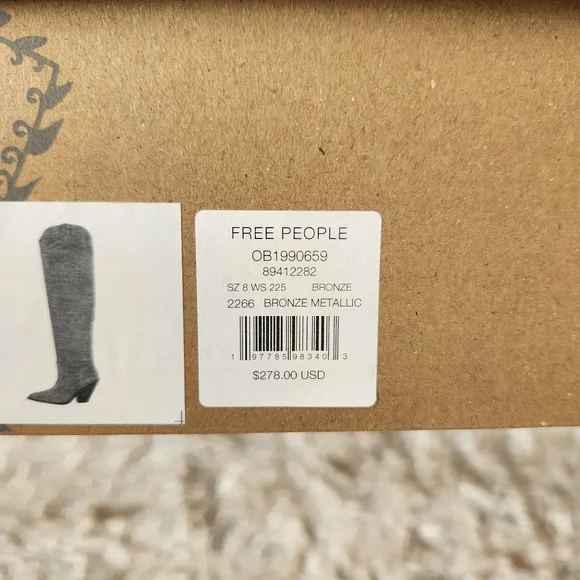 FREE PEOPLE
OB1990659
89412282
SZ 8 WS 225 BRONZE
2266 BRONZE METALLIC
1 97785 98340 3
$278.00 USD